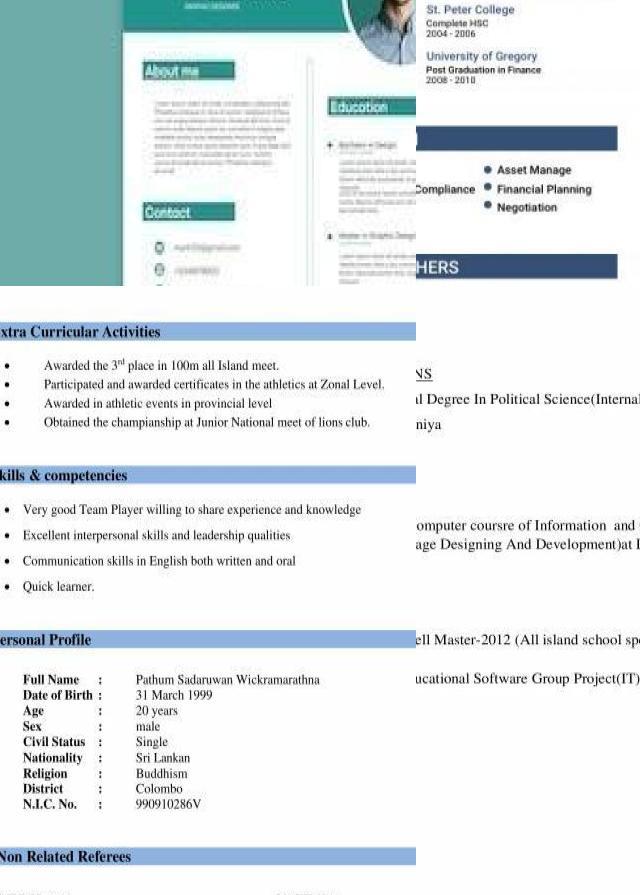 About me
Education
Contact
St. Peter College
Complete HSC
2004 - 2006
University of Gregory
Post Graduation in Finance
2008 - 2010
Asset Manage
Compliance
Financial Planning
Negotiation
HERS
xtra Curricular Activities
Awarded the 3rd place in 100m all Island meet.
Participated and awarded certificates in the athletics at Zonal Level.
Awarded in athletic events in provincial level
Obtained the champianship at Junior National meet of lions club.
kills & competencies
Very good Team Player willing to share experience and knowledge
Excellent interpersonal skills and leadership qualities
Communication skills in English both written and oral
Quick learner.
ersonal Profile
Full Name : Pathum Sadaruwan Wickramarathna
Date of Birth : 31 March 1999
Age : 20 years
Sex : male
Civil Status : Single
Nationality : Sri Lankan
Religion : Buddhism
District : Colombo
N.I.C. No. : 990910286V
Non Related Referees
NS
l Degree In Political Science(Internal
niya
omputer coursre of Information and
age Designing And Development)at
ell Master-2012 (All island school spe
ucational Software Group Project(IT)